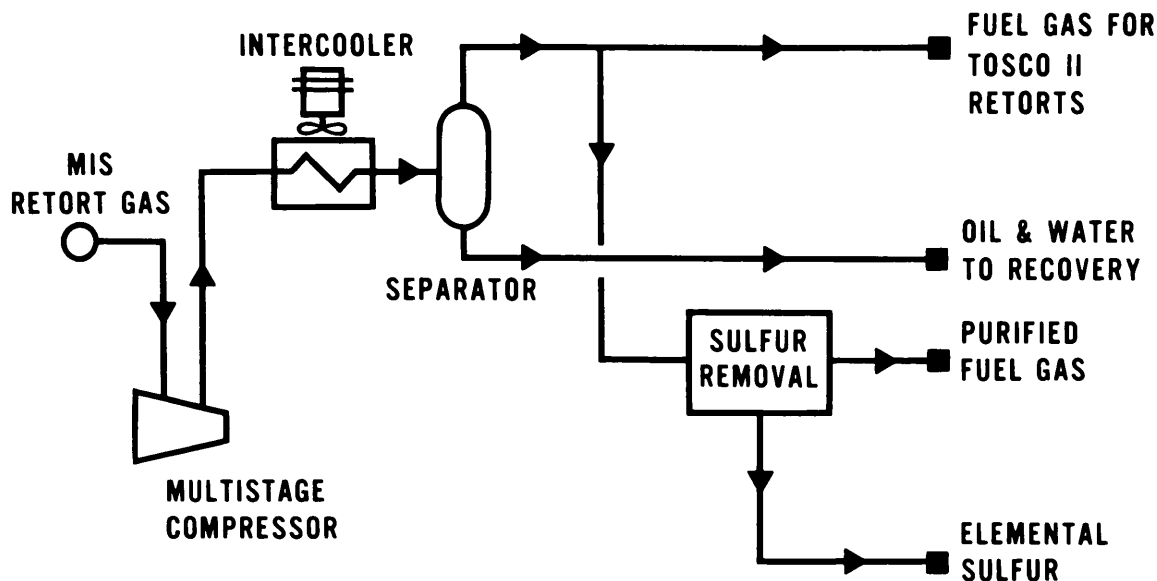 INTERCOOLER
MIS
RETORT GAS
MULTISTAGE
COMPRESSOR
SEPARATOR
FUEL GAS FOR
TOSCO II
RETORTS
OIL & WATER
TO RECOVERY
SULFUR
REMOVAL
PURIFIED
FUEL GAS
ELEMENTAL
SULFUR